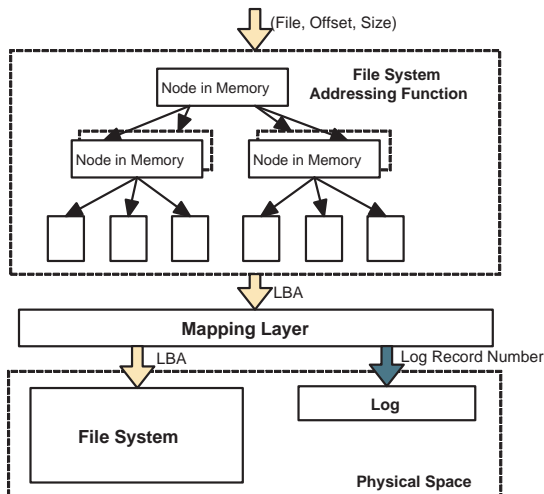 (File, Offset, Size)
File System
Addressing Function
Node in Memory
Node in Memory
Node in Memory
LBA
Mapping Layer
LBA
Log Record Number
Log
File System
Physical Space